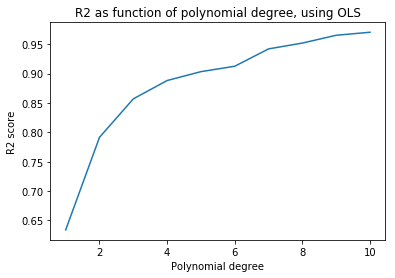 R2 as function of polynomial degree, using OLS
0.95
0.90
0.85
0.80
0.75
0.70
0.65
R2 score
2 4 6 8 10
Polynomial degree